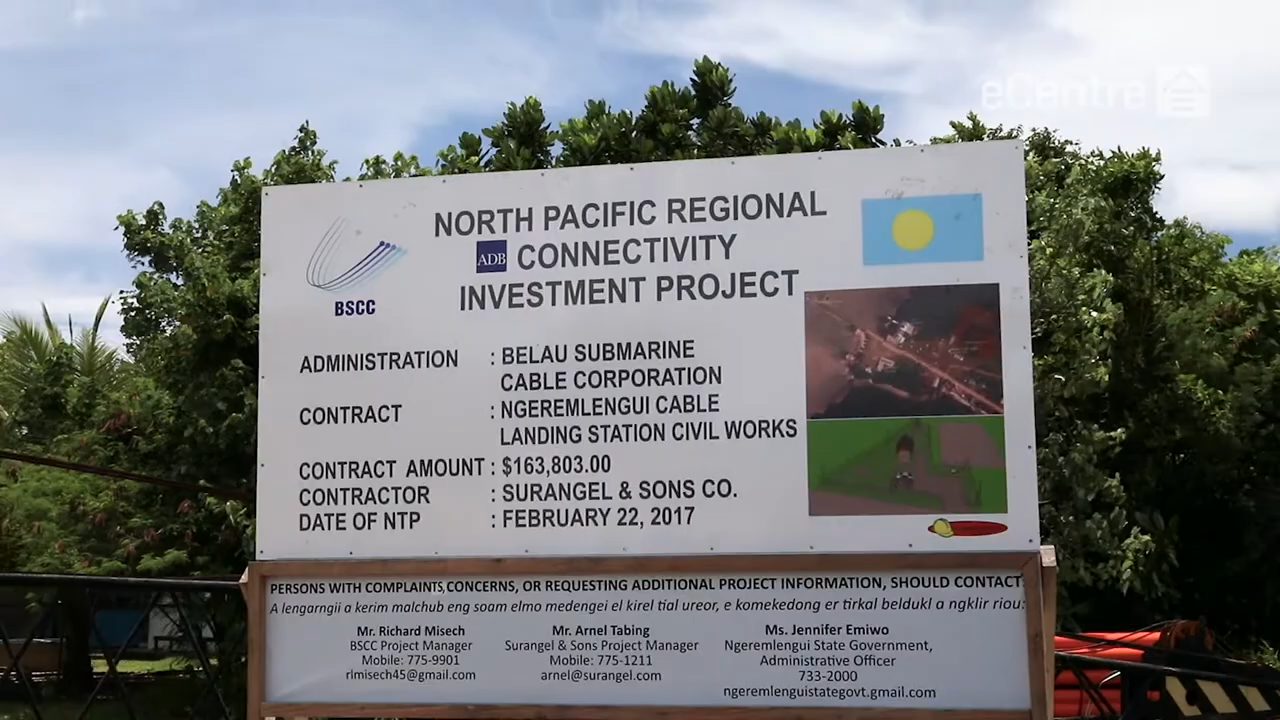 eCentre
NORTH PACIFIC REGIONAL
ADB CONNECTIVITY
INVESTMENT PROJECT
BSCC
ADMINISTRATION : BELAU SUBMARINE
CABLE CORPORATION
CONTRACT : NGEREMLENGUI CABLE
LANDING STATION CIVIL WORKS
CONTRACT AMOUNT : $163,803.00
CONTRACTOR : SURANGEL & SONS CO.
DATE OF NTP : FEBRUARY 22, 2017
PERSONS WITH COMPLAINTS,CONCERNS, OR REQUESTING ADDITIONAL PROJECT INFORMATION, SHOULD CONTACT:
A lengarngii a kerim malchub eng soam elmo medengei el kirel tial ureor, e komekedong er tirkal beldukl a ngklir riou:
Mr. Richard Misech
BSCC Project Manager
Mobile: 775-9901
rlmisech45@gmail.com
Mr. Arnel Tabing
Surangel & Sons Project Manager
Mobile: 775-1211
arnel@surangel.com
Ms. Jennifer Emiwo
Ngeremlengui State Government,
Administrative Officer
733-2000
ngeremlenguistategovt.gmail.com